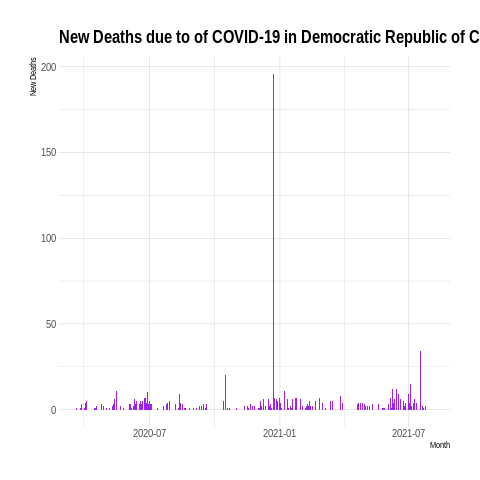 New Deaths due to of COVID-19 in Democratic Republic of C
New Deaths
200
150
100
50
0
2020-07
2021-01
2021-07
Month